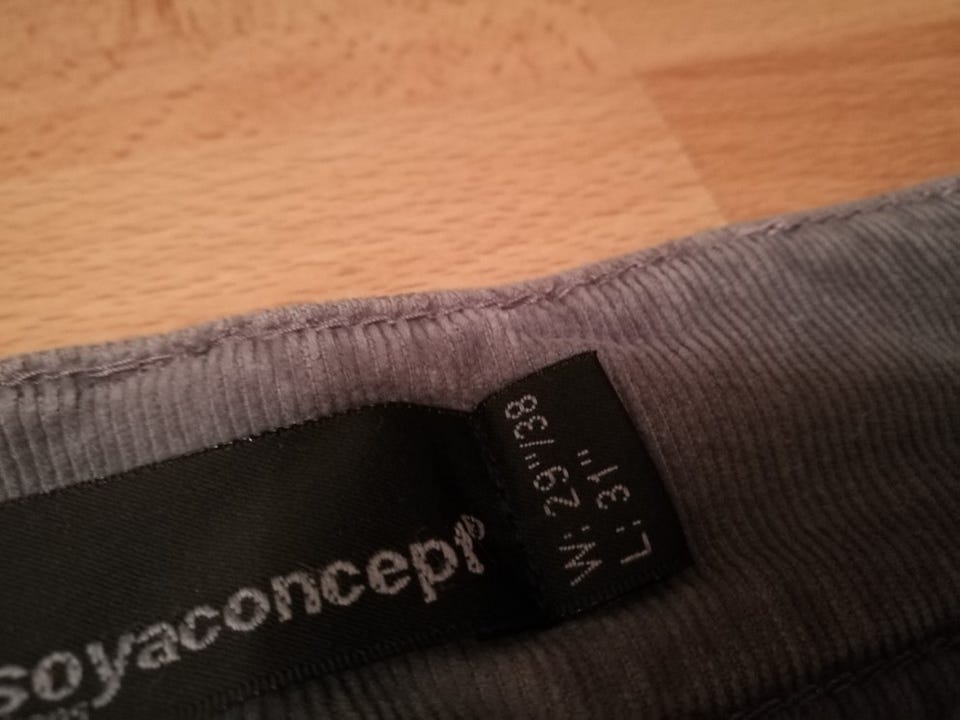 soyaconcept®
W: 29"/38
L: 31"